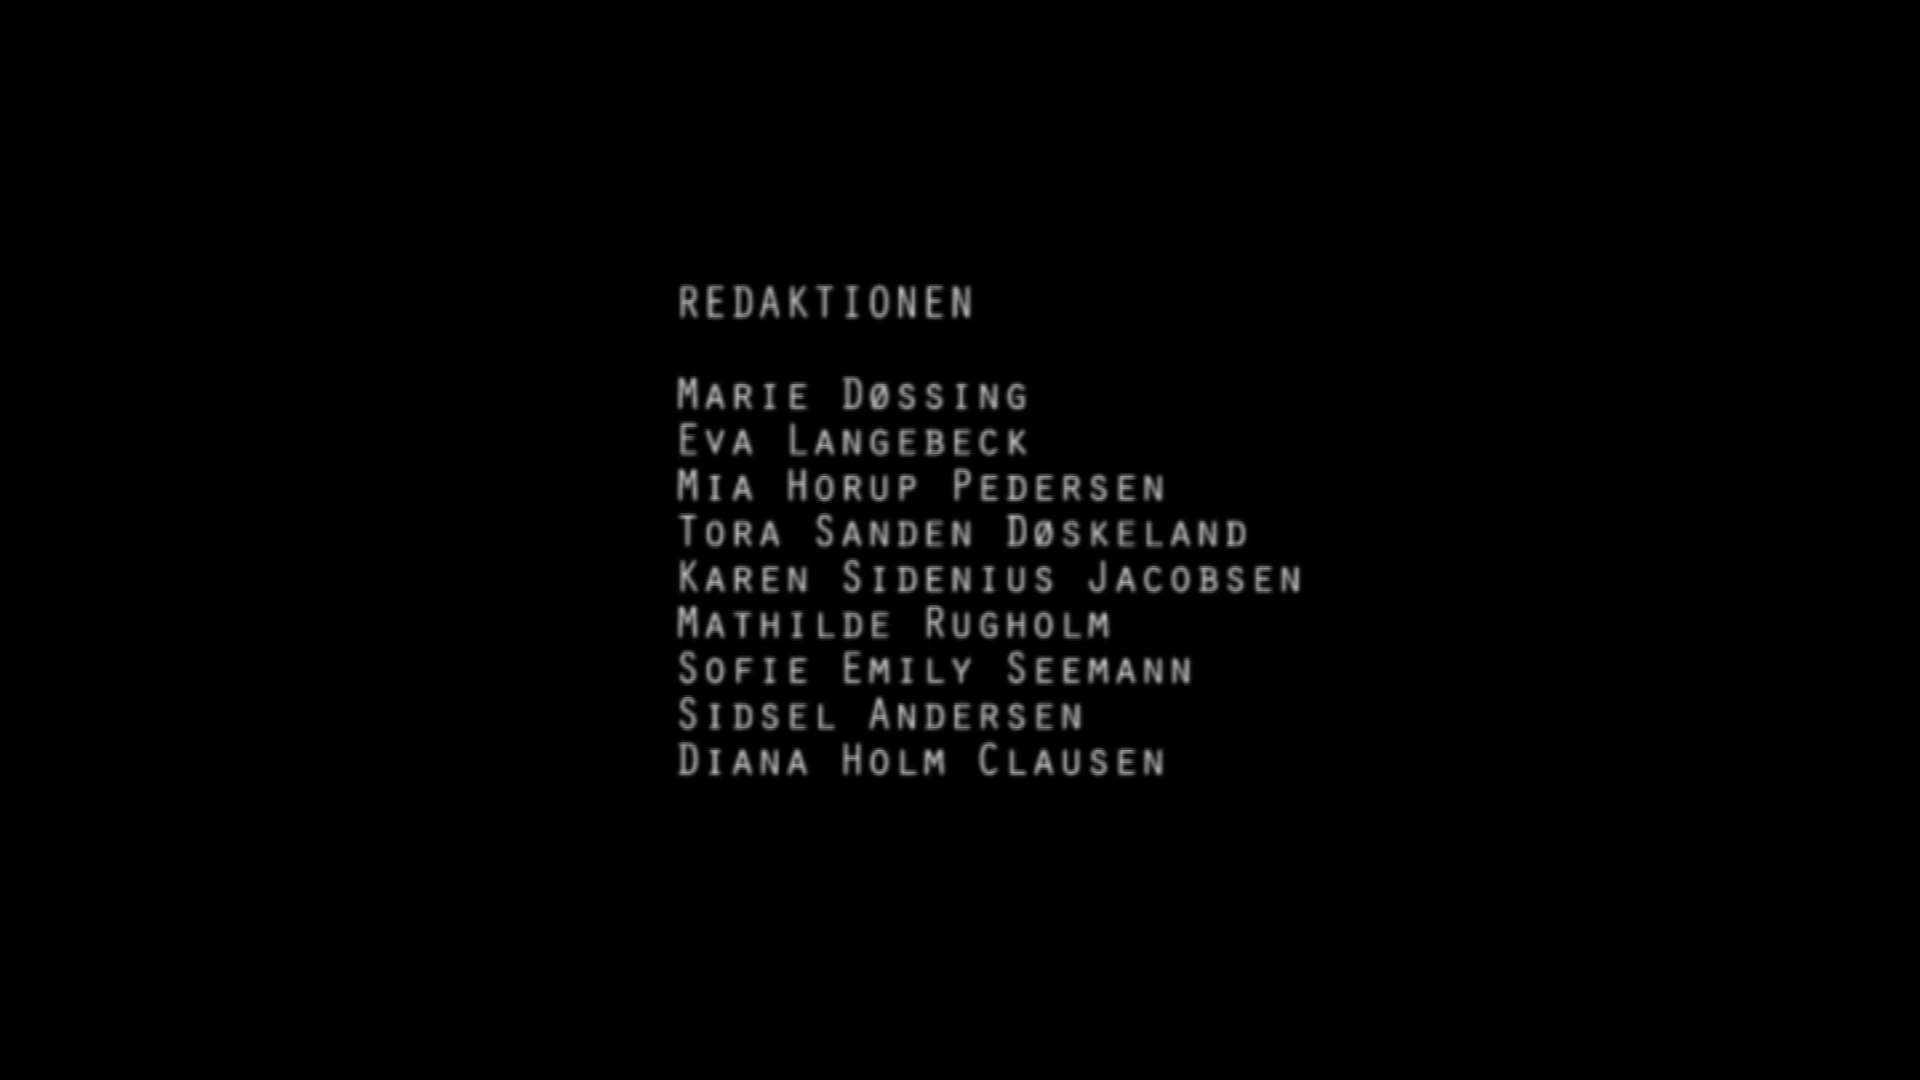 REDAKTIONEN
Marie Døssing
Eva Langebeck
Mia Horup Pedersen
Tora Sanden Døskeland
Karen Sidenius Jacobsen
Mathilde Rugholm
Sofie Emily Seemann
Sidsel Andersen
Diana Holm Clausen